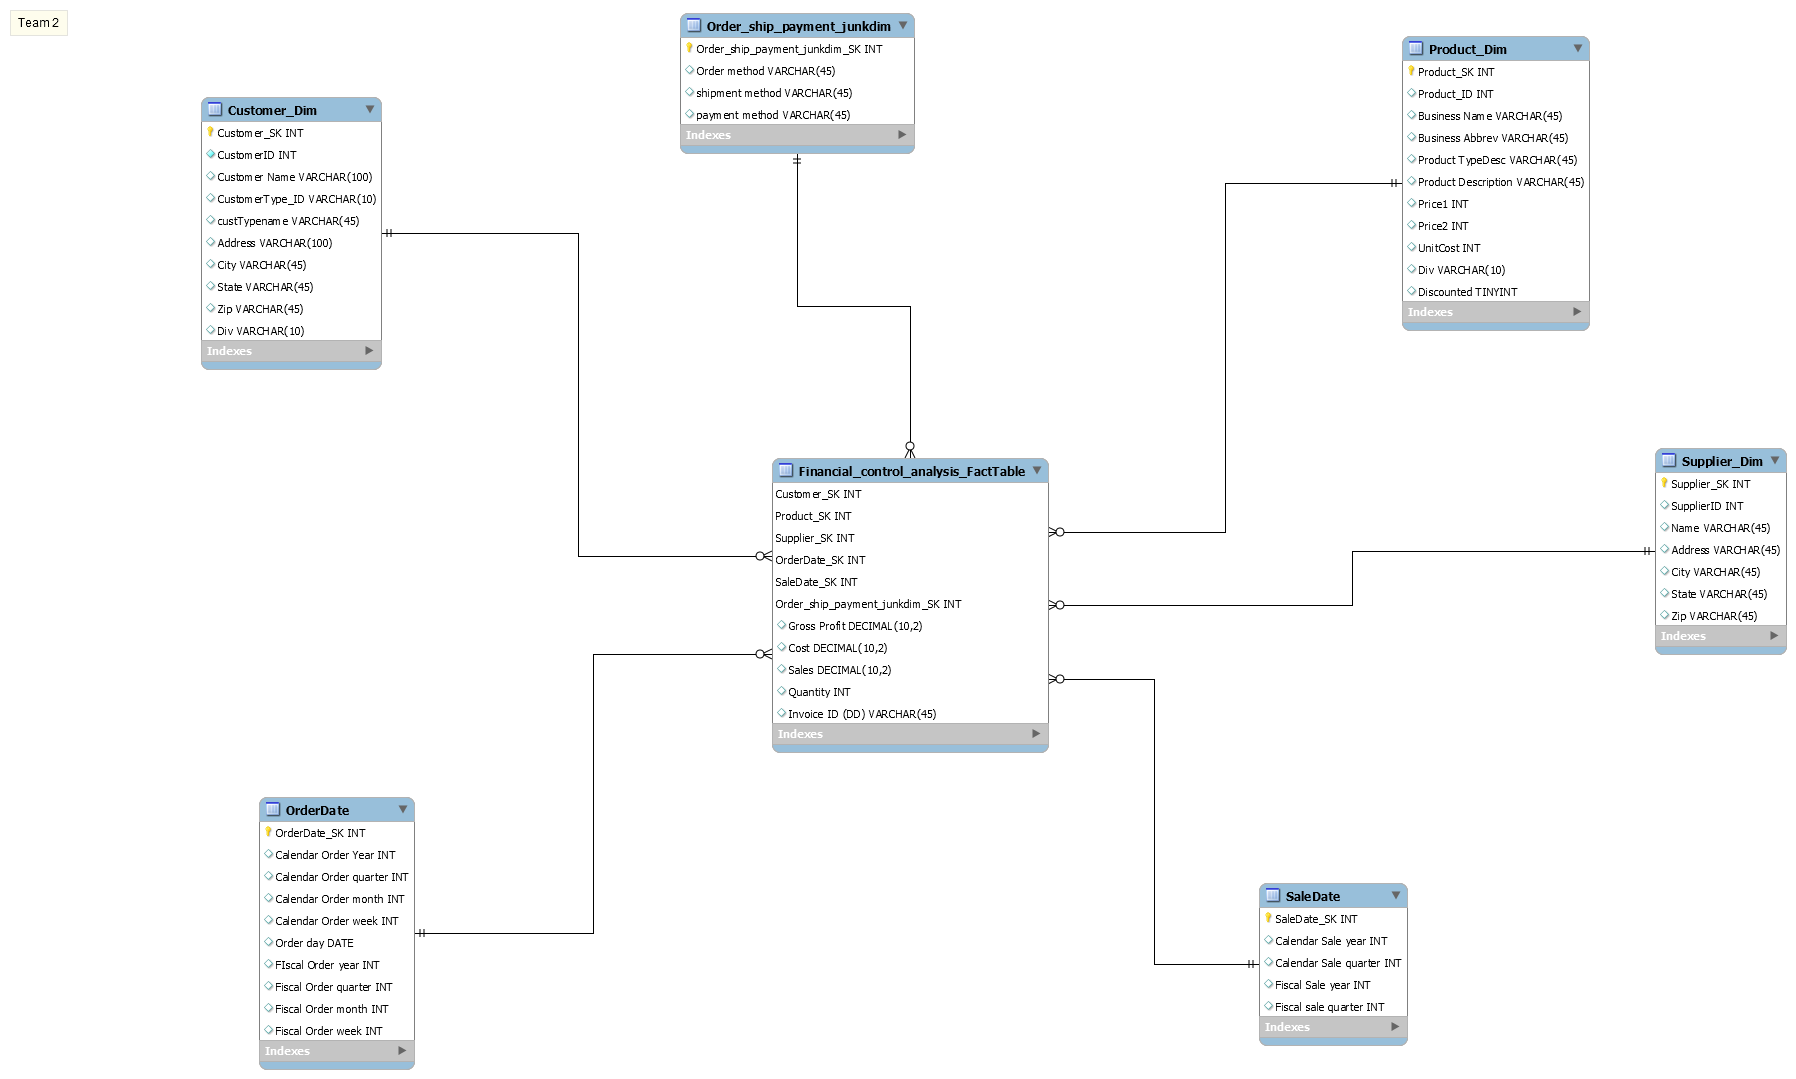 Team 2
Order_ship_payment_junkdim
Order_ship_payment_junkdim_SK INT
Order method VARCHAR(45)
shipment method VARCHAR(45)
payment method VARCHAR(45)
Indexes
Product_Dim
Product_SK INT
Product_ID INT
Business Name VARCHAR(45)
Business Abbrev VARCHAR(45)
Product TypeDesc VARCHAR(45)
Product Description VARCHAR(45)
Price1 INT
Price2 INT
UnitCost INT
Div VARCHAR(10)
Discounted TINYINT
Indexes
Customer_Dim
Customer_SK INT
CustomerID INT
Customer Name VARCHAR(100)
CustomerType_ID VARCHAR(10)
custTypename VARCHAR(45)
Address VARCHAR(100)
City VARCHAR(45)
State VARCHAR(45)
Zip VARCHAR(45)
Div VARCHAR(10)
Indexes
Financial_control_analysis_FactTable
Customer_SK INT
Product_SK INT
Supplier_SK INT
OrderDate_SK INT
SaleDate_SK INT
Order_ship_payment_junkdim_SK INT
Gross Profit DECIMAL(10,2)
Cost DECIMAL(10,2)
Sales DECIMAL(10,2)
Quantity INT
Invoice ID (DD) VARCHAR(45)
Indexes
Supplier_Dim
Supplier_SK INT
SupplierID INT
Name VARCHAR(45)
Address VARCHAR(45)
City VARCHAR(45)
State VARCHAR(45)
Zip VARCHAR(45)
Indexes
OrderDate
OrderDate_SK INT
Calendar Order Year INT
Calendar Order quarter INT
Calendar Order month INT
Calendar Order week INT
Order day DATE
FIscal Order year INT
Fiscal Order quarter INT
Fiscal Order month INT
Fiscal Order week INT
Indexes
SaleDate
SaleDate_SK INT
Calendar Sale year INT
Calendar Sale quarter INT
Fiscal Sale year INT
Fiscal sale quarter INT
Indexes